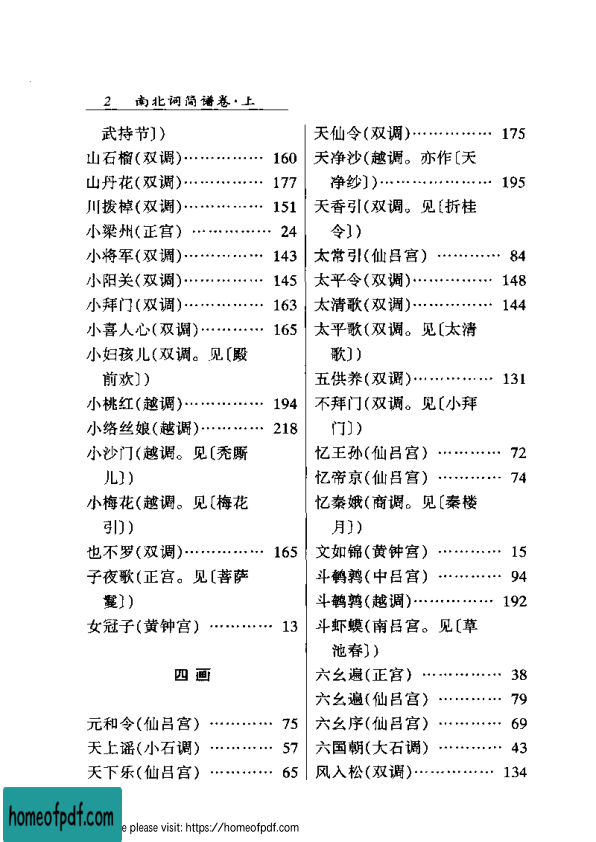 2 南北词简谱卷·上
武持节〕)
山石榴(双调)…………… 160
山丹花(双调)…………… 177
川拨棹(双调)…………… 151
小梁州(正宫) …………… 24
小将军(双调)…………… 143
小阳关(双调)…………… 145
小拜门(双调)…………… 163
小喜人心(双调)………… 165
小妇孩儿(双调。见〔殿
前欢〕)
小桃红(越调)…………… 194
小络丝娘(越调)………… 218
小沙门(越调。见〔秃厮
儿〕)
小梅花(越调。见〔梅花
引〕)
也不罗(双调)…………… 165
子夜歌(正宫。见〔菩萨
鬘〕)
女冠子(黄钟宫) ………… 13
四画
元和令(仙吕宫) ………… 75
天上谣(小石调) ………… 57
天下乐(仙吕宫) ………… 65
天仙令(双调)…………… 175
天净沙(越调。亦作〔天
净纱〕)………………… 195
天香引(双调。见〔折桂
令〕)
太常引(仙吕宫) ………… 84
太平令(双调)…………… 148
太清歌(双调)…………… 144
太平歌(双调。见〔太清
歌〕)
五供养(双调)…………… 131
不拜门(双调。见〔小拜
门〕)
忆王孙(仙吕宫) ………… 72
忆帝京(仙吕宫) ………… 74
忆秦娥(商调。见〔秦楼
月〕)
文如锦(黄钟宫) ………… 15
斗鹌鹑(中吕宫) ………… 94
斗鹌鹑(越调)…………… 192
斗虾蟆(南吕宫。见〔草
池春〕)
六幺遍(正宫) …………… 38
六幺遍(仙吕宫) ………… 79
六幺序(仙吕宫) ………… 69
六国朝(大石调) ………… 43
风入松(双调)…………… 134
homeofpdf.com
e please visit: https://homeofpdf.com